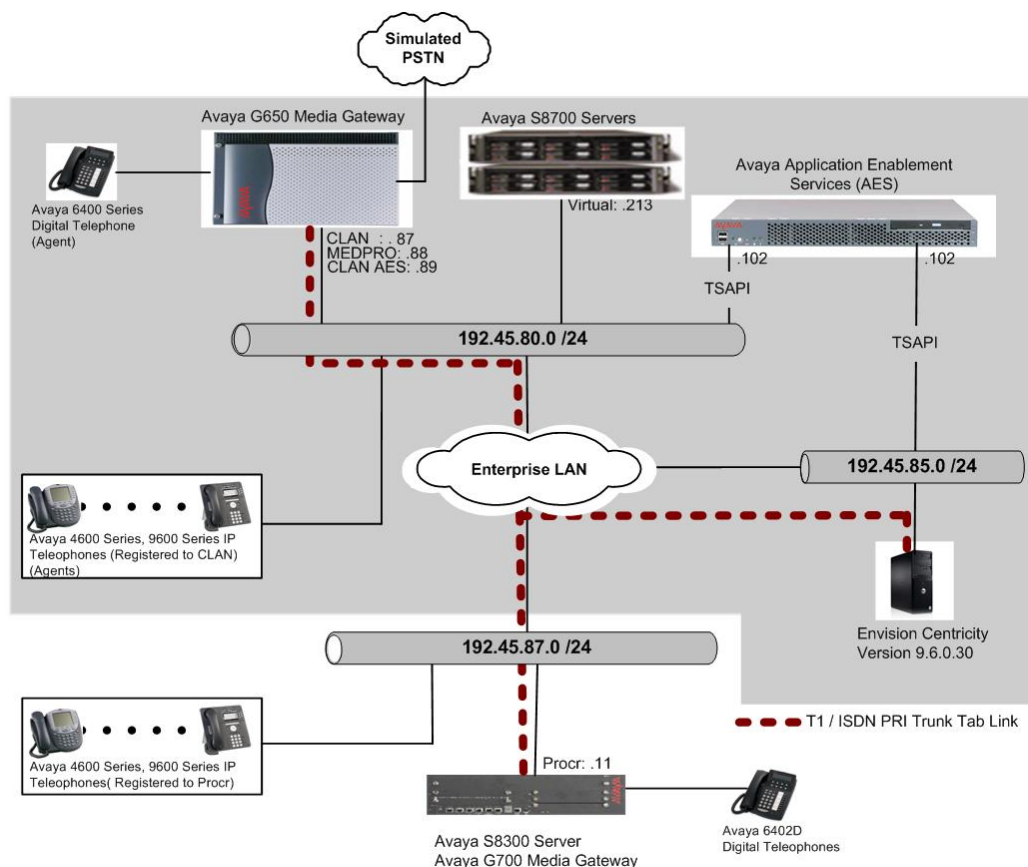 Simulated
PSTN
Avaya G650 Media Gateway
Avaya S8700 Servers
Avaya Application Enablement
Services (AES)
Avaya 6400 Series
Digital Telephone
(Agent)
Virtual: .213
CLAN : . 87
MEDPRO: .88
CLAN AES: .89
.102
.102
TSAPI
TSAPI
192.45.80.0 /24
Enterprise LAN
192.45.85.0 /24
Avaya 4600 Series, 9600 Series IP
Teleophones (Registered to CLAN)
(Agents)
Envision Centricity
Version 9.6.0.30
192.45.87.0 /24
T1 / ISDN PRI Trunk Tab Link
Avaya 4600 Series, 9600 Series IP
Teleophones( Registered to Procr)
Procr: .11
Avaya S8300 Server
Avaya G700 Media Gateway
Avaya 6402D
Digital Teleophones